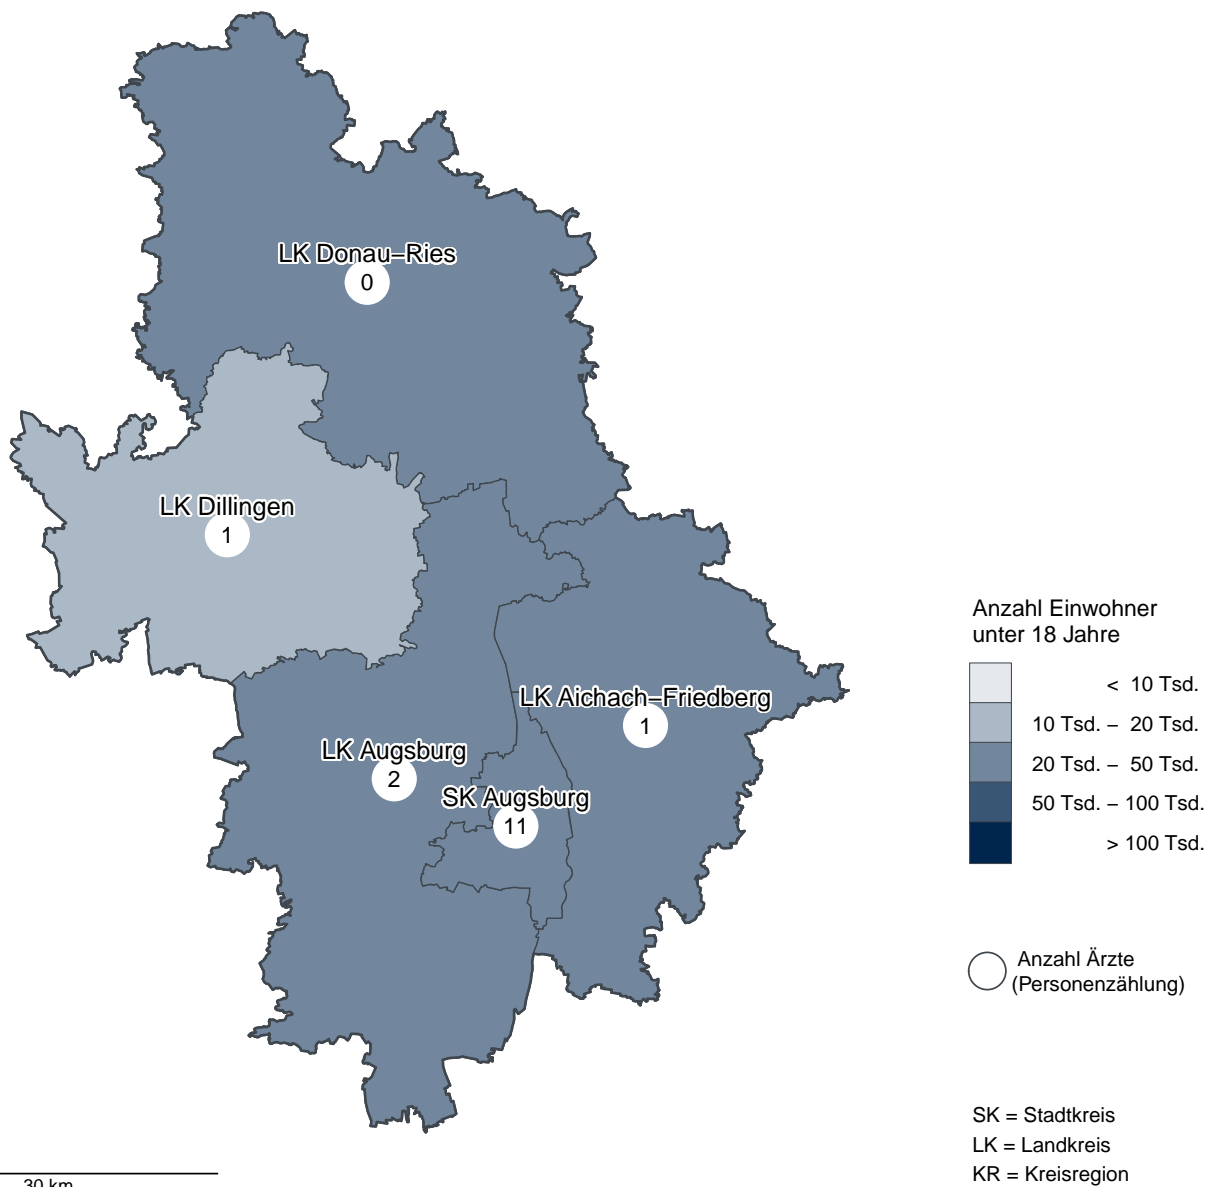 LK Donau–Ries
0
LK Dillingen
1
LK Aichach–Friedberg
1
LK Augsburg
2
SK Augsburg
11
Anzahl Einwohner
unter 18 Jahre
< 10 Tsd.
10 Tsd. – 20 Tsd.
20 Tsd. – 50 Tsd.
50 Tsd. – 100 Tsd.
> 100 Tsd.
Anzahl Ärzte
(Personenzählung)
SK = Stadtkreis
LK = Landkreis
KR = Kreisregion
30 km